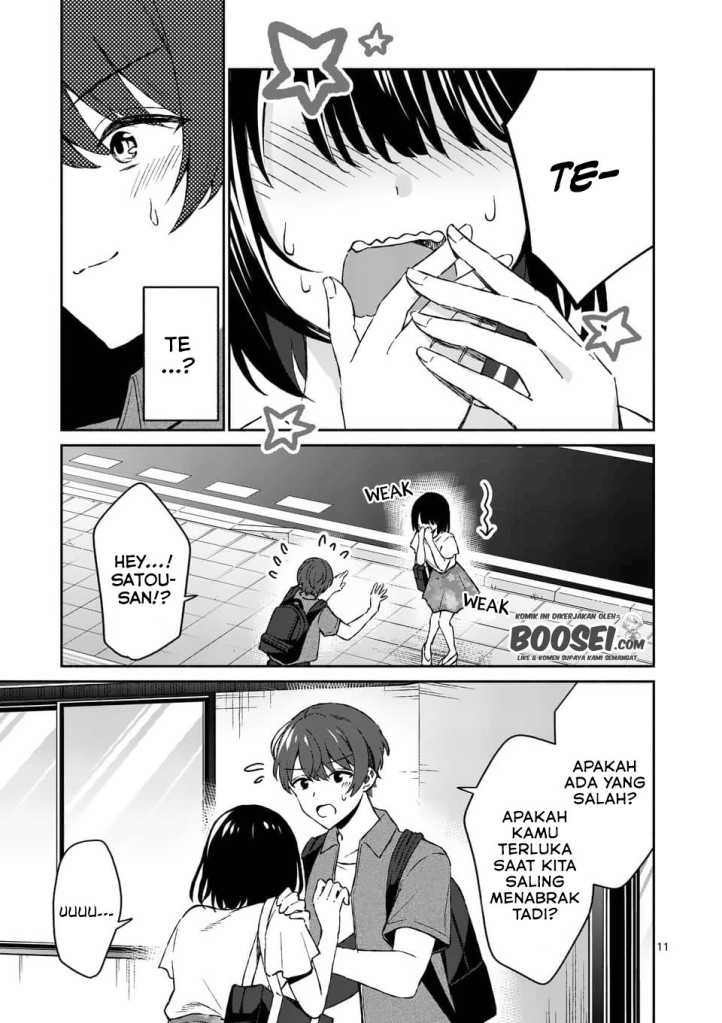 TE-
TE
...?
WEAK
WEAK
HEY...!
SATOU-
SAN!?
KOMIK INI DIKERJAKAN OLEH
BOOSEI.COM
LIKE & KOMEN SUPAYA KAMI SEMANGAT
APAKAH
ADA YANG
SALAH?
APAKAH
KAMU
TERLUKA
SAAT KITA
SALING
MENABRAK
TADI?
UUUU...
11